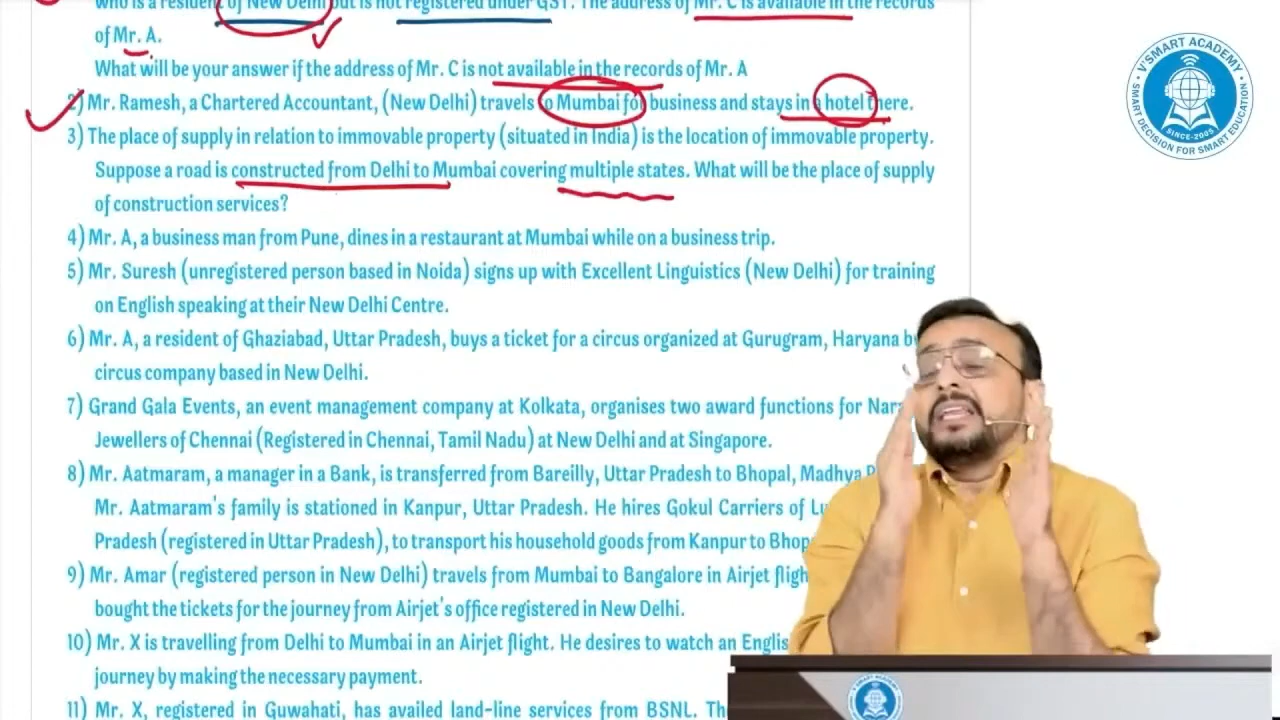 who is a resident of New Delhi but is not registered under GST. The address of Mr. C is available in the records
of Mr. A.
What will be your answer if the address of Mr. C is not available in the records of Mr. A
2) Mr. Ramesh, a Chartered Accountant, (New Delhi) travels to Mumbai for business and stays in a hotel there.
3) The place of supply in relation to immovable property (situated in India) is the location of immovable property.
Suppose a road is constructed from Delhi to Mumbai covering multiple states. What will be the place of supply
of construction services?
4) Mr. A, a business man from Pune, dines in a restaurant at Mumbai while on a business trip.
5) Mr. Suresh (unregistered person based in Noida) signs up with Excellent Linguistics (New Delhi) for training
on English speaking at their New Delhi Centre.
6) Mr. A, a resident of Ghaziabad, Uttar Pradesh, buys a ticket for a circus organized at Gurugram, Haryana
circus company based in New Delhi.
7) Grand Gala Events, an event management company at Kolkata, organises two award functions for
Jewellers of Chennai (Registered in Chennai, Tamil Nadu) at New Delhi and at Singapore.
8) Mr. Aatmaram, a manager in a Bank, is transferred from Bareilly, Uttar Pradesh to Bhopal, Madhya
Mr. Aatmaram's family is stationed in Kanpur, Uttar Pradesh. He hires Gokul Carriers of
Pradesh (registered in Uttar Pradesh), to transport his household goods from Kanpur to
9) Mr. Amar (registered person in New Delhi) travels from Mumbai to Bangalore in Airjet
bought the tickets for the journey from Airjet's office registered in New Delhi.
10) Mr. X is travelling from Delhi to Mumbai in an Airjet flight. He desires to watch an
journey by making the necessary payment.
11) Mr. X, registered in Guwahati, has availed land-line services from BSNL.
V'SMART ACADEMY
SMART DECISION FOR SMART EDUCATION
SINCE-2005
V'SMART ACADEMY